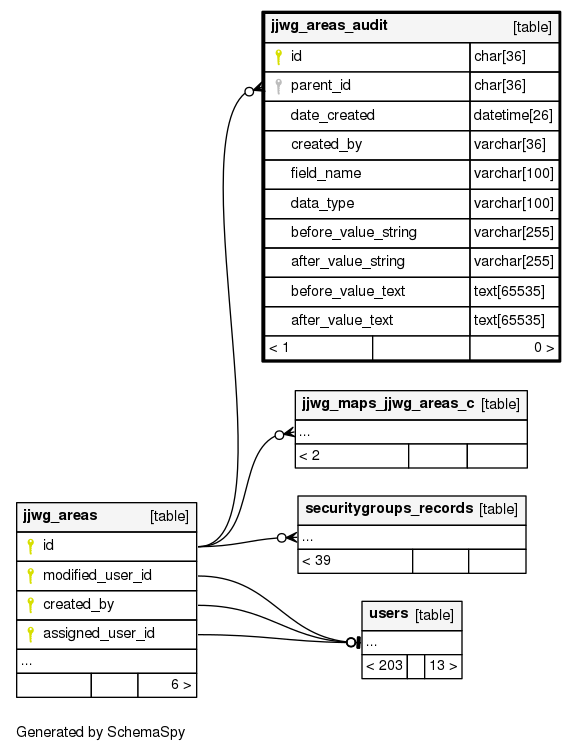 jjwg_areas_audit [table]
id char[36]
parent_id char[36]
date_created datetime[26]
created_by varchar[36]
field_name varchar[100]
data_type varchar[100]
before_value_string varchar[255]
after_value_string varchar[255]
before_value_text text[65535]
after_value_text text[65535]
< 1 0 >
jjwg_maps_jjwg_areas_c [table]
...
< 2
jjwg_areas [table]
id
modified_user_id
created_by
assigned_user_id
...
6 >
securitygroups_records [table]
...
< 39
users [table]
...
< 203 13 >
Generated by SchemaSpy